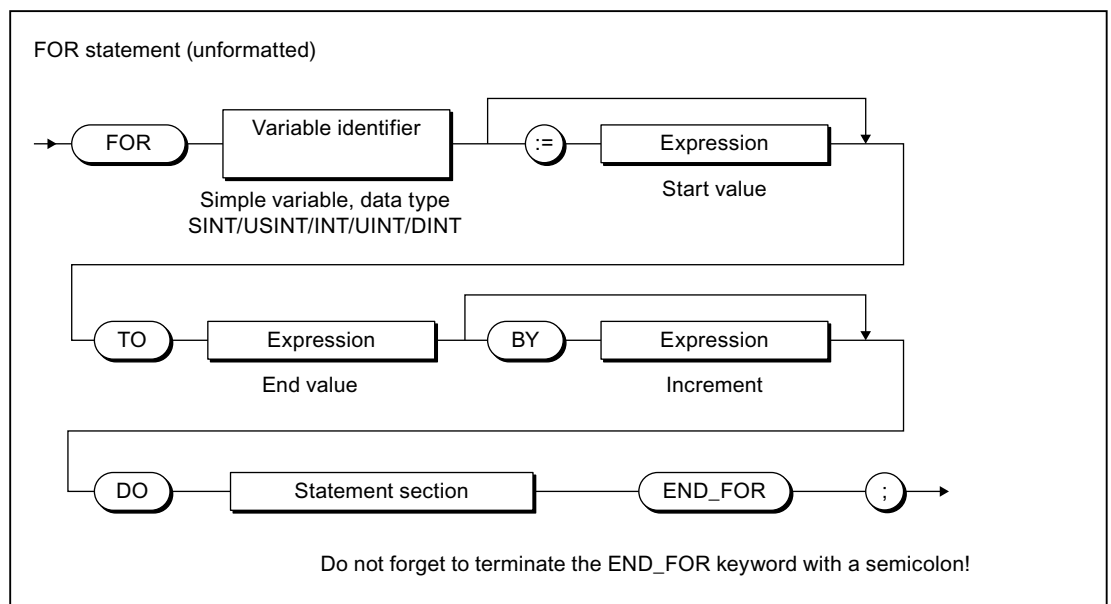 FOR statement (unformatted)
FOR
Variable identifier
:=
Expression
Simple variable, data type
SINT/USINT/INT/UINT/DINT
Start value
TO
Expression
BY
Expression
End value
Increment
DO
Statement section
END_FOR
;
Do not forget to terminate the END_FOR keyword with a semicolon!